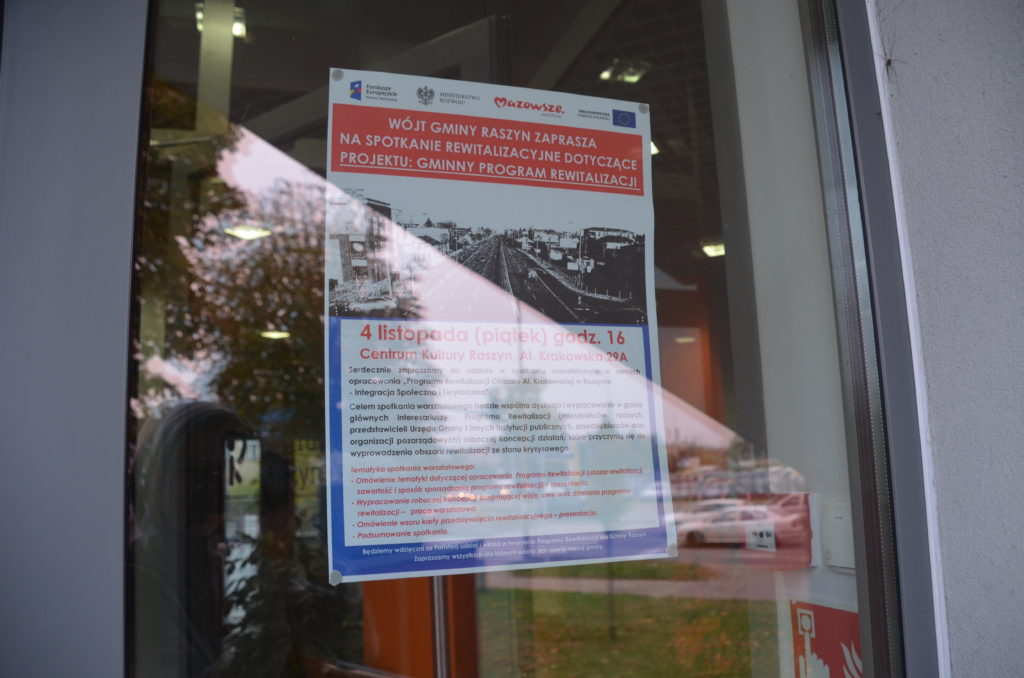 Fundusze
Europejskie
MINISTERSTWO
ROZWOJU
Mazowsze.
UNIA EUROPEJSKA
WÓJT GMINY RASZYN ZAPRASZA
NA SPOTKANIE REWITALIZACYJNE DOTYCZĄCE
PROJEKTU: GMINNY PROGRAM REWITALIZACJI
4 listopada (piątek) godz. 16
Centrum Kultury Raszyn, Al. Krakowska 29A
Serdecznie zapraszamy do udziału w spotkaniu warsztatowym w ramach
opracowania „Programu Rewitalizacji Obszaru Al. Krakowskiej w Raszynie
- Integracja Społeczna i Terytorialna".
Celem spotkania warsztatowego będzie wspólna dyskusja i wypracowanie w gronie
głównych interesariuszy Programu Rewitalizacji (mieszkańców, radnych,
przedstawicieli Urzędu Gminy i innych instytucji publicznych, przedsiębiorców oraz
organizacji pozarządowych) roboczej koncepcji działań, które przyczynią się do
wyprowadzenia obszaru rewitalizacji ze stanu kryzysowego.
Tematyka spotkania warsztatowego:
- Omówienie tematyki dotyczącej opracowania Programu Rewitalizacji (obszar rewitalizacji,
zawartość i sposób sporządzania programu rewitalizacji) – prezentacja.
- Wypracowanie roboczej koncepcji obejmującej wizję, cele oraz działania programu
rewitalizacji – praca warsztatowa.
- Omówienie wzoru karty przedsięwzięcia rewitalizacyjnego – prezentacja.
- Podsumowanie spotkania.
Będziemy wdzięczni za Państwa udział i wkład w tworzenie Programu Rewitalizacji dla Gminy Raszyn.
Zapraszamy wszystkich dla których ważny jest rozwój naszej gminy.